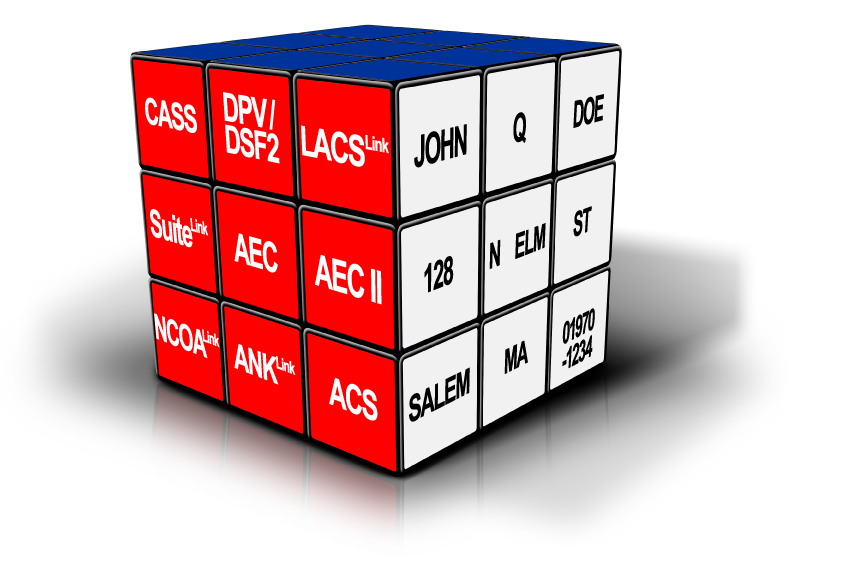 CASS
DPV/
DSF2
LACSLink
SuiteLink
AEC
AEC II
NCOALink
ANKLink
ACS
JOHN
Q
DOE
128
N ELM
ST
SALEM
MA
01970
-1234